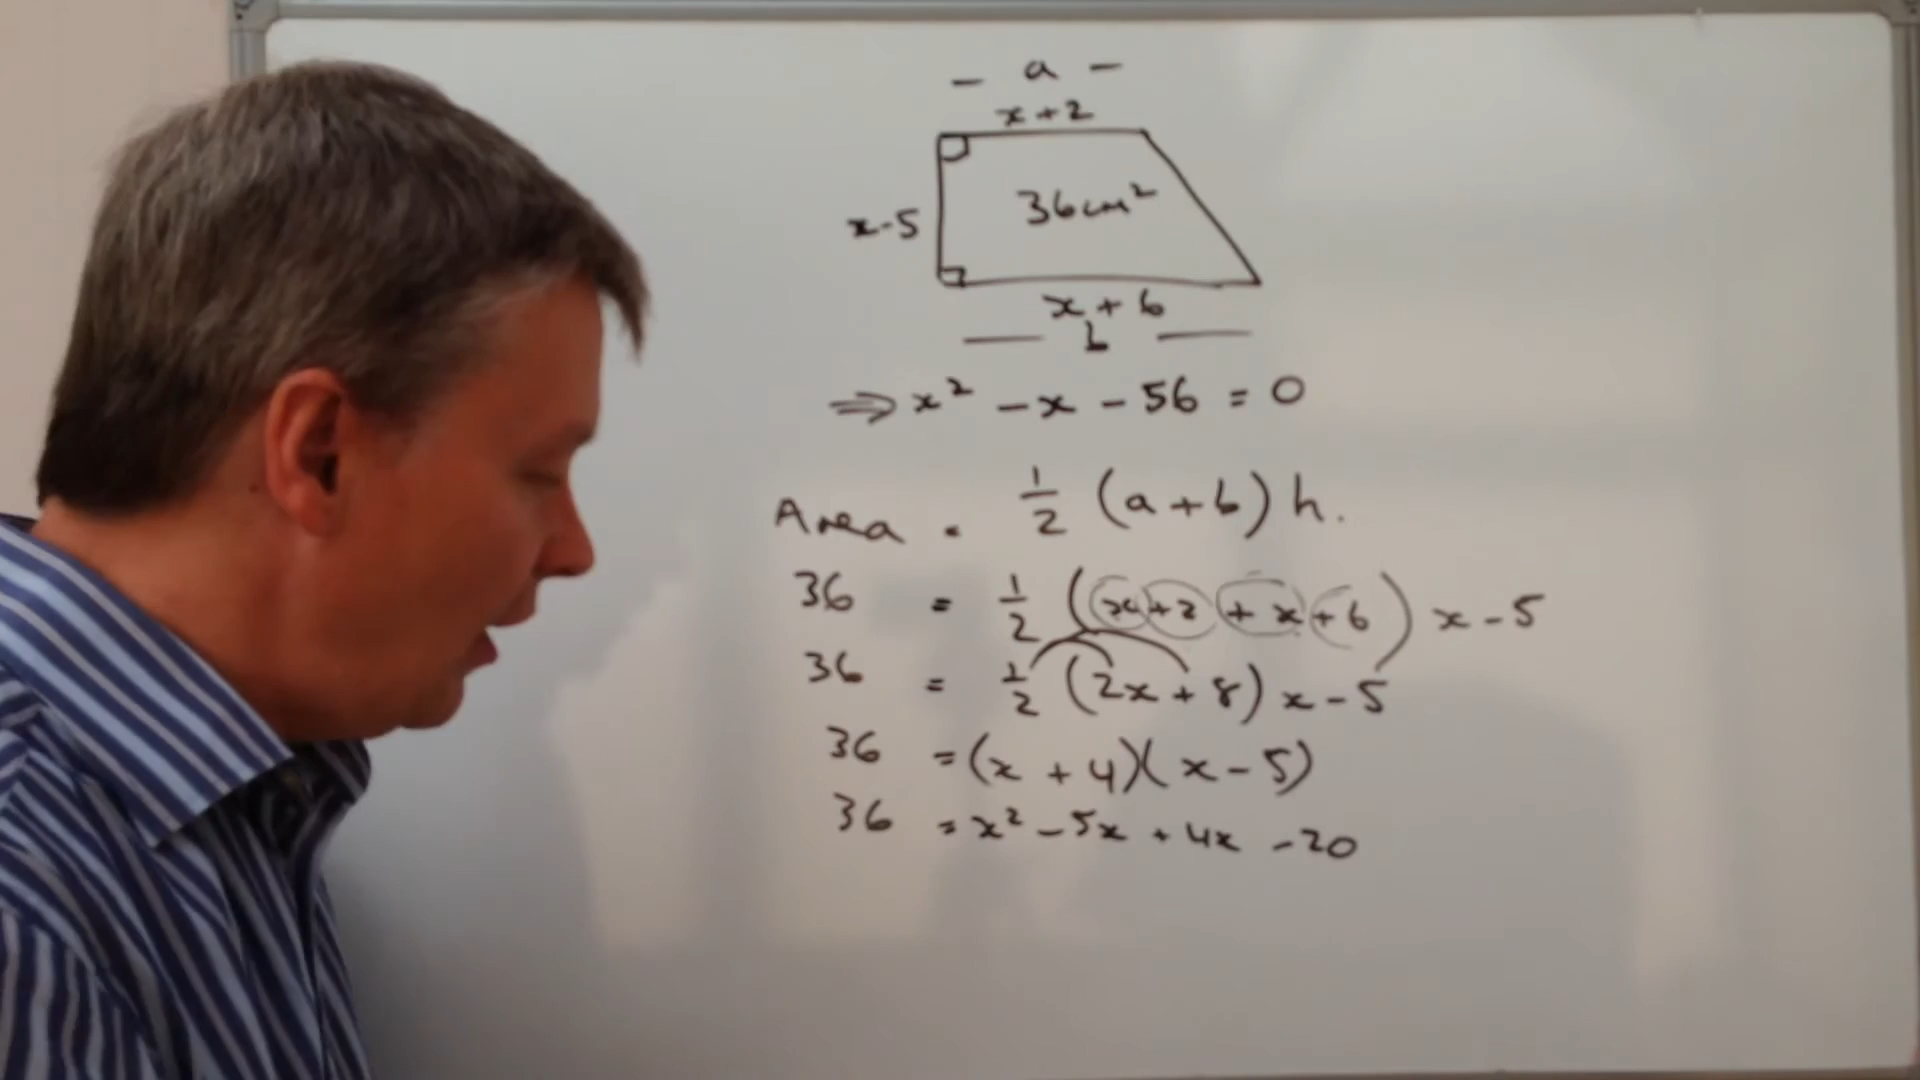 - a -
x + 2
36cm²
x - 5
x + 6
— b —
⇒ x² - x - 56 = 0
Area = ½ (a + b) h.
36 = ½ (x + 2 + x + 6) x - 5
36 = ½ (2x + 8) x - 5
36 = (x + 4)(x - 5)
36 = x² - 5x + 4x - 20